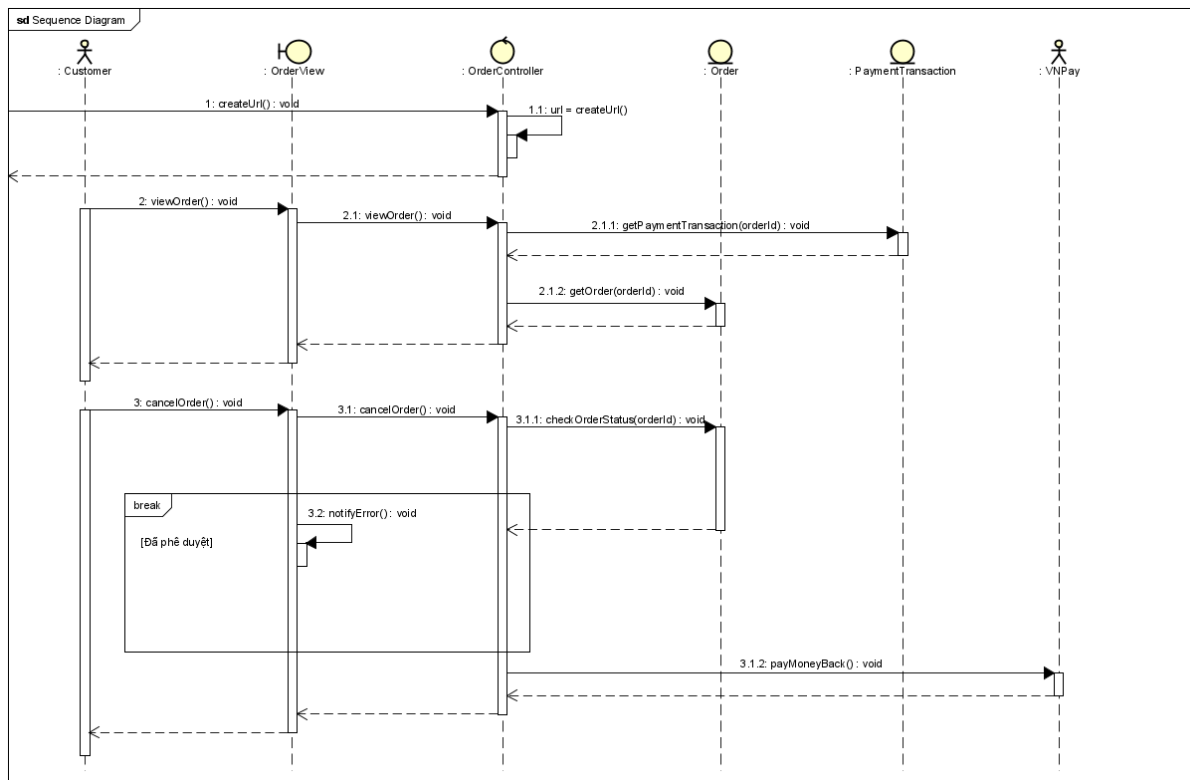 sd Sequence Diagram
: Customer
: OrderView
: OrderController
: Order
: PaymentTransaction
: VNPay
1: createUrl() : void
1.1: url = createUrl()
2: viewOrder() : void
2.1: viewOrder() : void
2.1.1: getPaymentTransaction(orderId) : void
2.1.2: getOrder(orderId) : void
3: cancelOrder() : void
3.1: cancelOrder() : void
3.1.1: checkOrderStatus(orderId) : void
break
3.2: notifyError() : void
[Đã phê duyệt]
3.1.2: payMoneyBack() : void